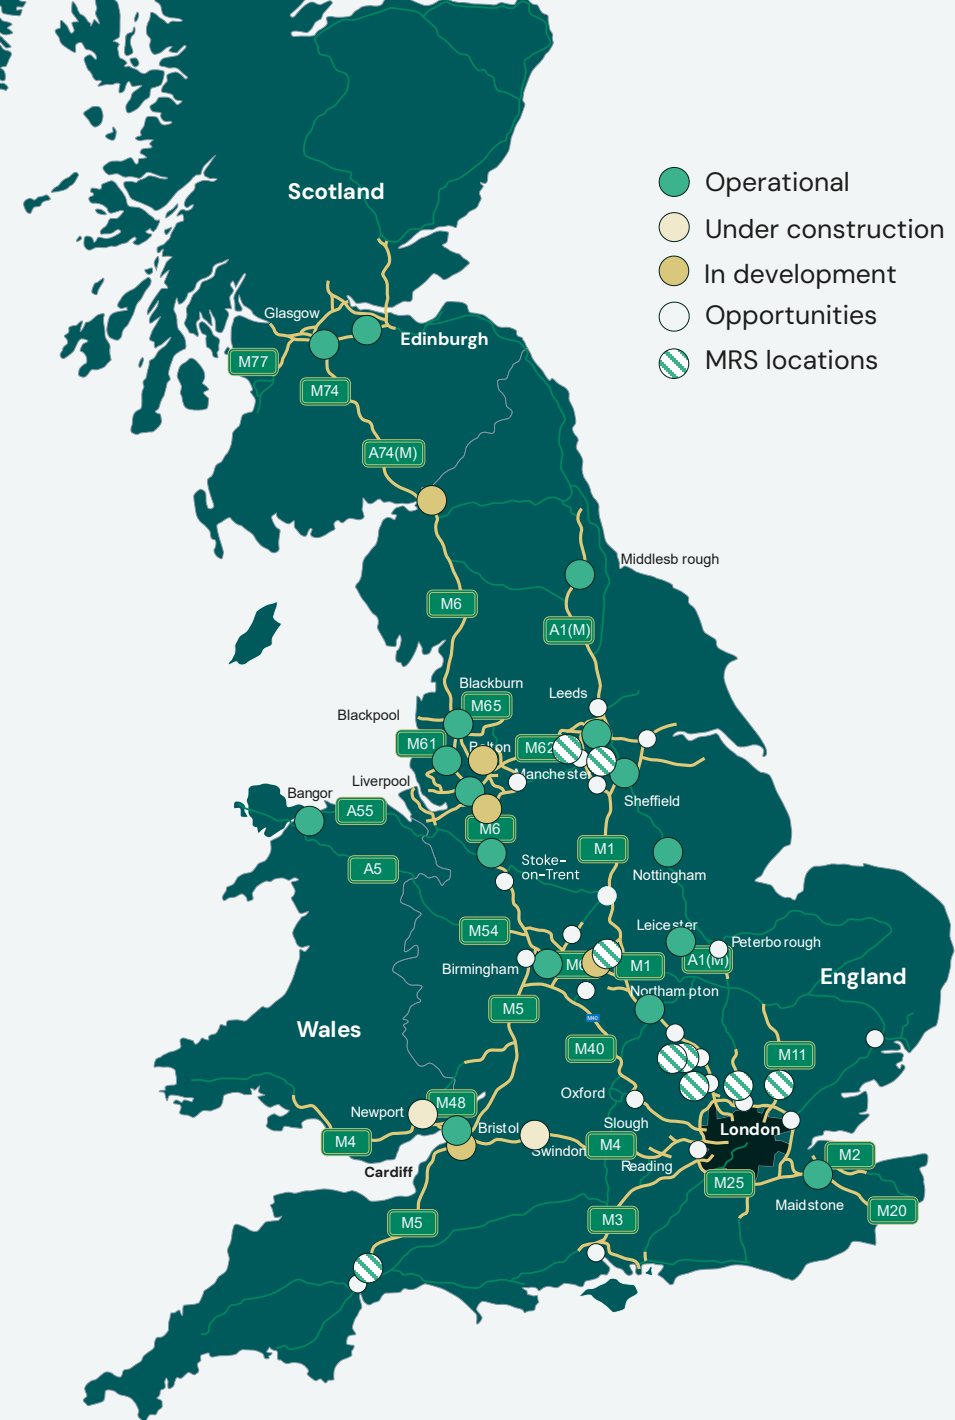 Scotland
Operational
Under construction
In development
Opportunities
MRS locations
Glasgow
Edinburgh
M77
M74
A74(M)
Middlesb rough
M6
A1(M)
Blackburn
Leeds
M65
Blackpool
M61
Bolton
M62
Mancheste
Liverpool
Bangor
A55
Sheffield
M6
M1
A5
Stoke-
on-Trent
Nottingham
Leicester
M54
Peterbo rough
A1(M)
Birmingham
M1
England
Northam pton
M5
M40
Wales
M40
M11
Oxford
M48
Newport
Slough
Bristol
London
M4
Swindon
M4
M2
Reading
Cardiff
M25
Maidstone
M20
M5
M3